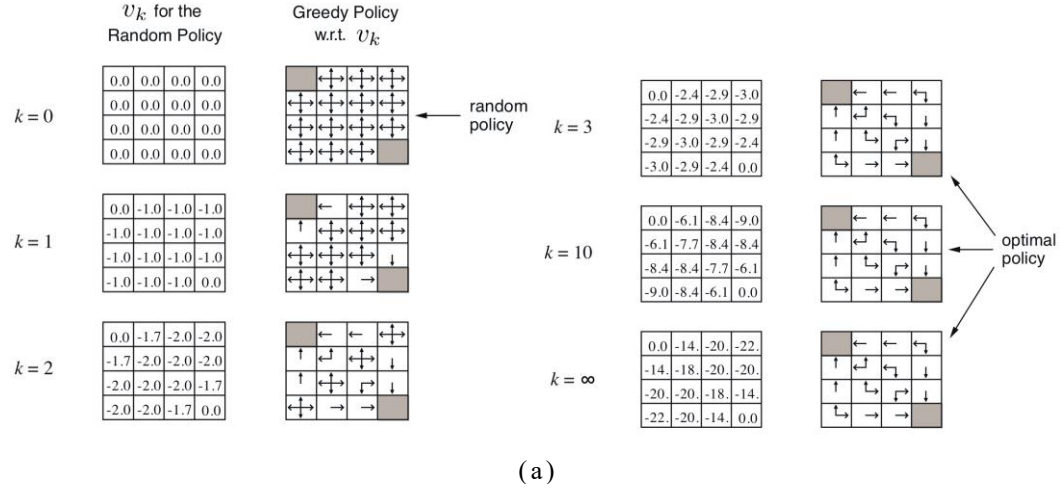 v_k for the
Random Policy
Greedy Policy
w.r.t. v_k
k = 0
0.0 0.0 0.0 0.0
0.0 0.0 0.0 0.0
0.0 0.0 0.0 0.0
0.0 0.0 0.0 0.0
random
policy
k = 1
0.0 -1.0 -1.0 -1.0
-1.0 -1.0 -1.0 -1.0
-1.0 -1.0 -1.0 -1.0
-1.0 -1.0 -1.0 0.0
k = 2
0.0 -1.7 -2.0 -2.0
-1.7 -2.0 -2.0 -2.0
-2.0 -2.0 -2.0 -1.7
-2.0 -2.0 -1.7 0.0
k = 3
0.0 -2.4 -2.9 -3.0
-2.4 -2.9 -3.0 -2.9
-2.9 -3.0 -2.9 -2.4
-3.0 -2.9 -2.4 0.0
k = 10
0.0 -6.1 -8.4 -9.0
-6.1 -7.7 -8.4 -8.4
-8.4 -8.4 -7.7 -6.1
-9.0 -8.4 -6.1 0.0
optimal
policy
k = ∞
0.0 -14. -20. -22.
-14. -18. -20. -20.
-20. -20. -18. -14.
-22. -20. -14. 0.0
(a)